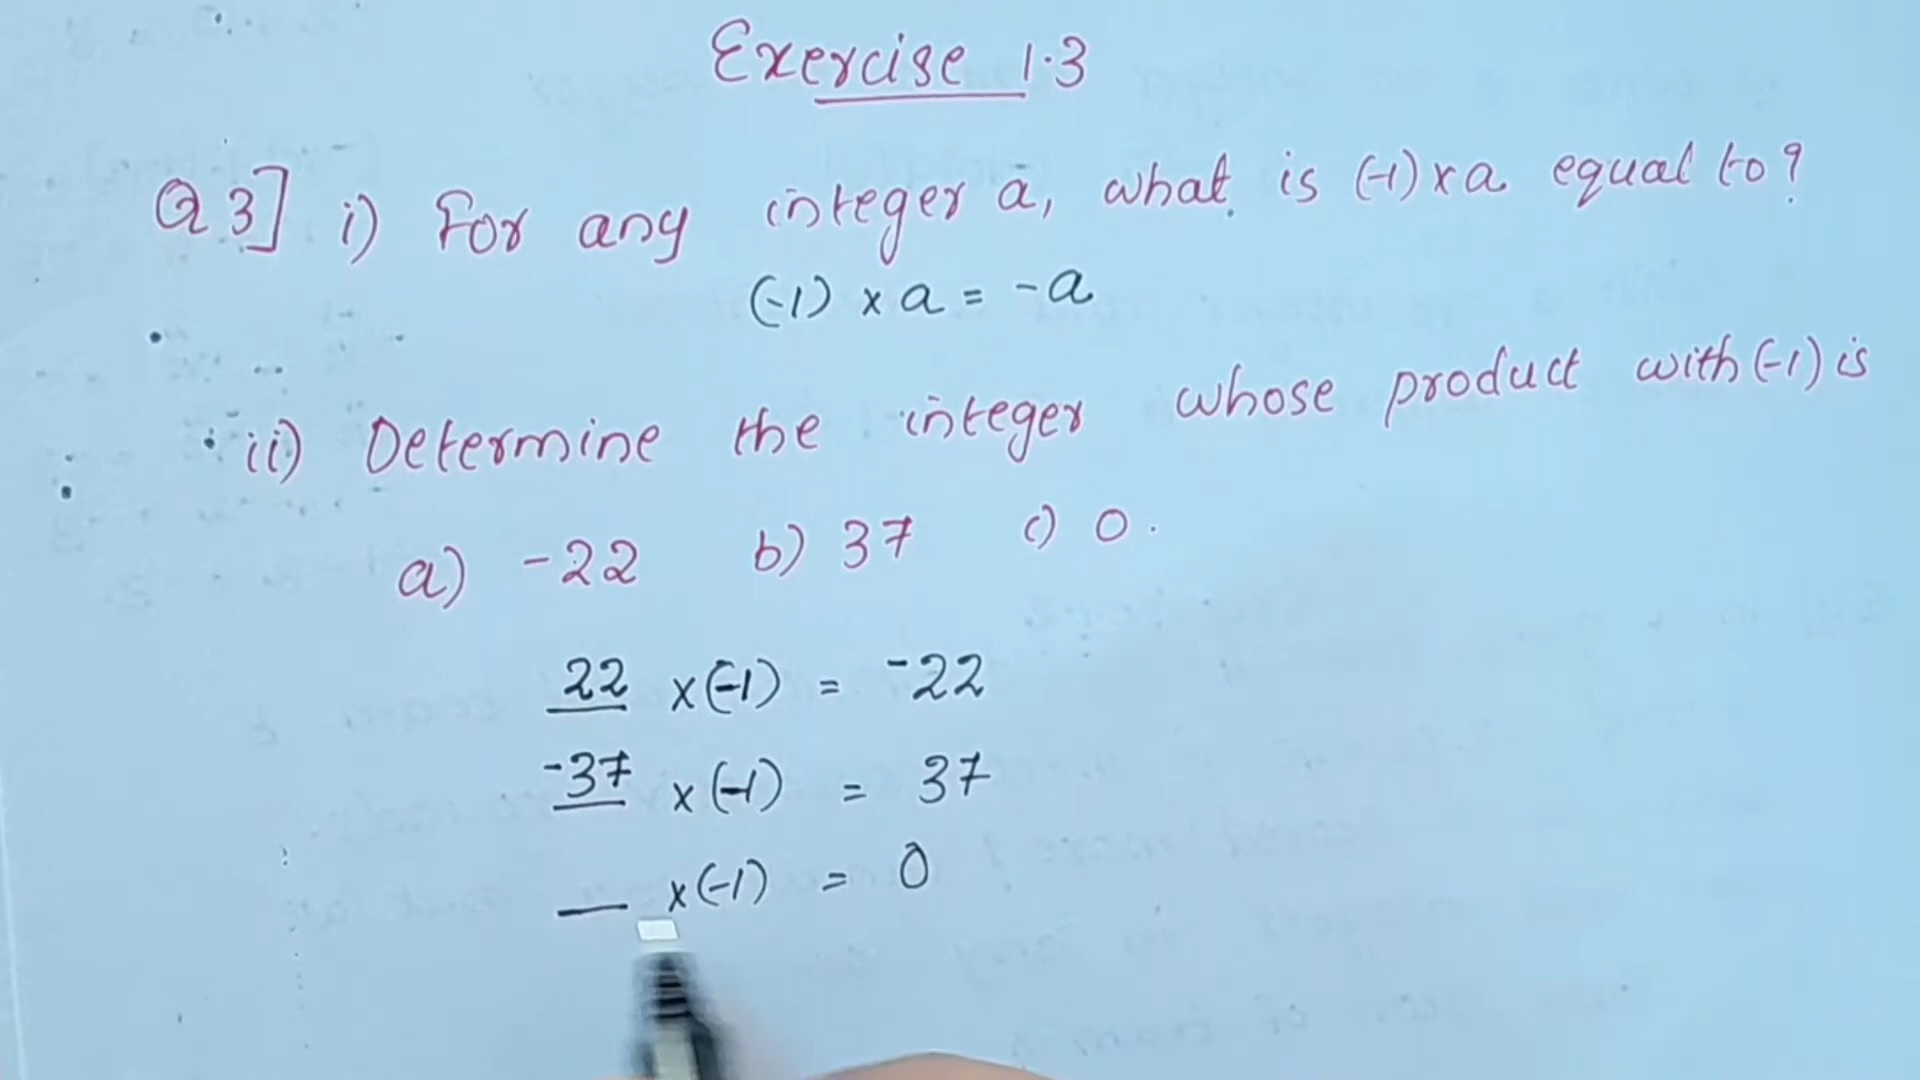 Exercise 1.3
Q3] i) For any integer a, what is (-1) x a equal to?
(-1) x a = -a
ii) Determine the integer whose product with (-1) is
a) -22 b) 37 c) 0.
22 x (-1) = -22
-37 x (-1) = 37
__ x (-1) = 0